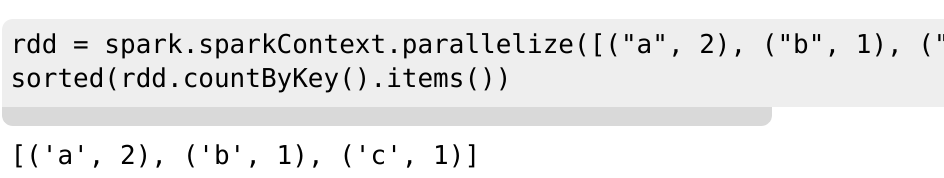 rdd = spark.sparkContext.parallelize([("a", 2), ("b", 1), ("
sorted(rdd.countByKey().items())
[('a', 2), ('b', 1), ('c', 1)]